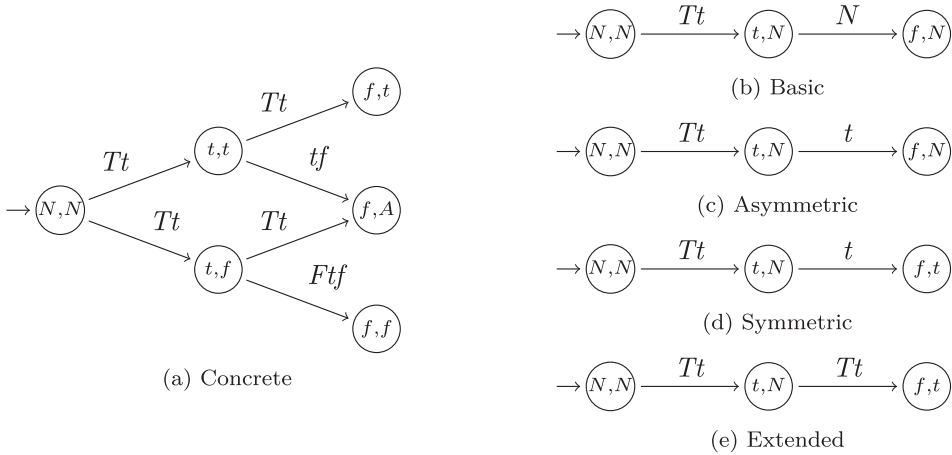 Tt
f,t
t,t
Tt
tf
N,N
f,A
Tt
Tt
t,f
Ftf
f,f
(a) Concrete
N,N Tt t,N N f,N
(b) Basic
N,N Tt t,N t f,N
(c) Asymmetric
N,N Tt t,N t f,t
(d) Symmetric
N,N Tt t,N Tt f,t
(e) Extended